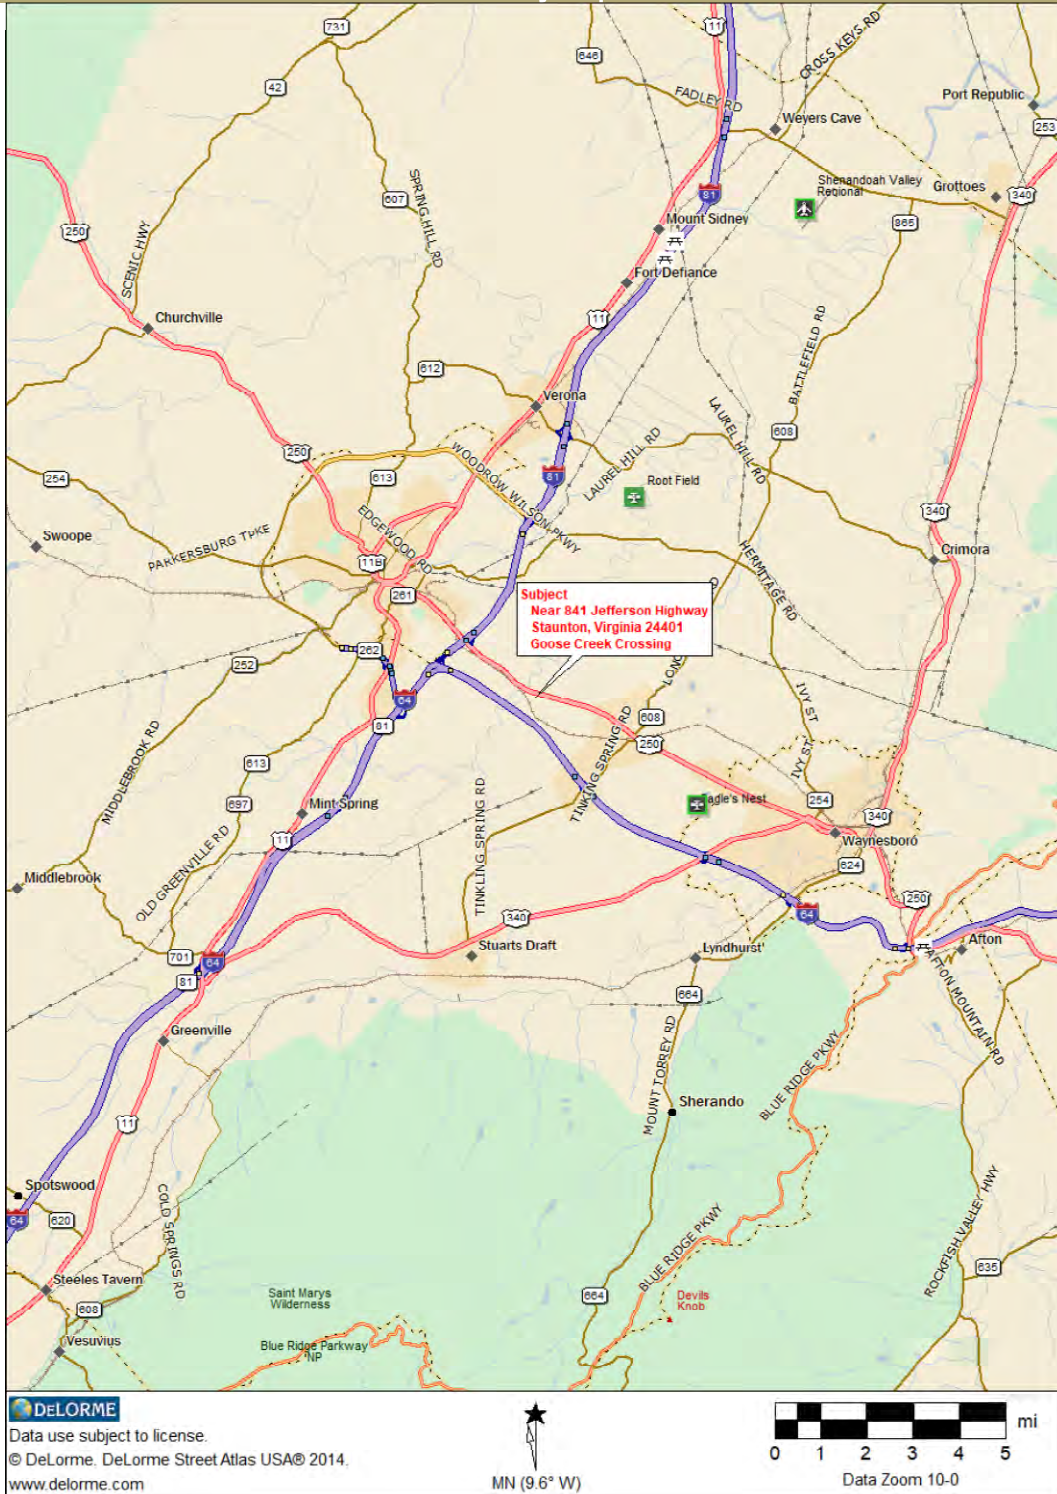 731
11
646
CROSS KEYS RD
42
FADLEY RD
Port Republic
Weyers Cave
253
SPRING HILL RD
607
81
Shenandoah Valley
Regional
Grottoes
340
250
Mount Sidney
865
SCENIC HWY
Fort Defiance
Churchville
11
BATTLEFIELD RD
612
Verona
LAUREL HILL RD
608
250
WOODROW WILSON PKWY
LAUREL HILL RD
254
613
81
Root Field
EDGEWOOD RD
340
Swoope
PARKERSBURG TPKE
11B
HERMITAGE RD
Crimora
261
Subject
Near 841 Jefferson Highway
Staunton, Virginia 24401
Goose Creek Crossing
262
252
LONG
64
IVY ST
81
608
250
MIDDLEBROOK RD
TINKLING SPRING RD
IVY ST
613
697
Mint Spring
TINKLING SPRING RD
Eagle's Nest
254
340
11
Waynesboro
OLD GREENVILLE RD
624
Middlebrook
340
250
64
Stuarts Draft
Lyndhurst
Afton
701
64
81
664
AFTON MOUNTAIN RD
Greenville
MOUNT TORREY RD
BLUE RIDGE PKWY
Sherando
11
Spotswood
COLD SPRINGS RD
64
620
BLUE RIDGE PKWY
ROCKFISH VALLEY HWY
635
Steeles Tavern
Saint Marys
Wilderness
664
Devils
Knob
608
Vesuvius
Blue Ridge Parkway
NP
DELORME
Data use subject to license.
© DeLorme. DeLorme Street Atlas USA® 2014.
www.delorme.com
MN (9.6° W)
mi
0 1 2 3 4 5
Data Zoom 10-0